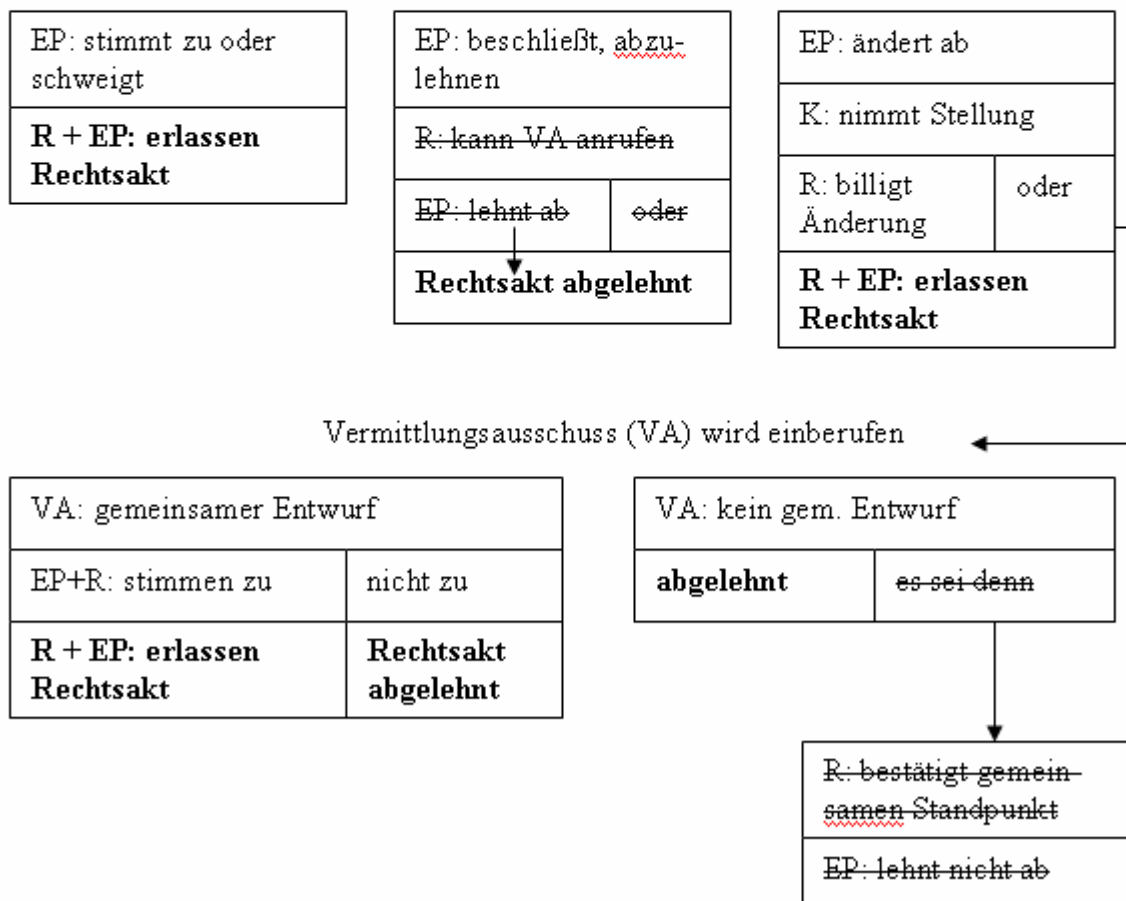 EP: stimmt zu oder
schweigt
R + EP: erlassen
Rechtsakt
EP: beschließt, abzu-
lehnen
R: kann VA anrufen
EP: lehnt ab
oder
Rechtsakt abgelehnt
EP: ändert ab
K: nimmt Stellung
R: billigt
Änderung
oder
R + EP: erlassen
Rechtsakt
Vermittlungsausschuss (VA) wird einberufen
VA: gemeinsamer Entwurf
EP+R: stimmen zu
nicht zu
R + EP: erlassen
Rechtsakt
Rechtsakt
abgelehnt
VA: kein gem. Entwurf
abgelehnt
es sei denn
R: bestätigt gemein-
samen Standpunkt
EP: lehnt nicht ab